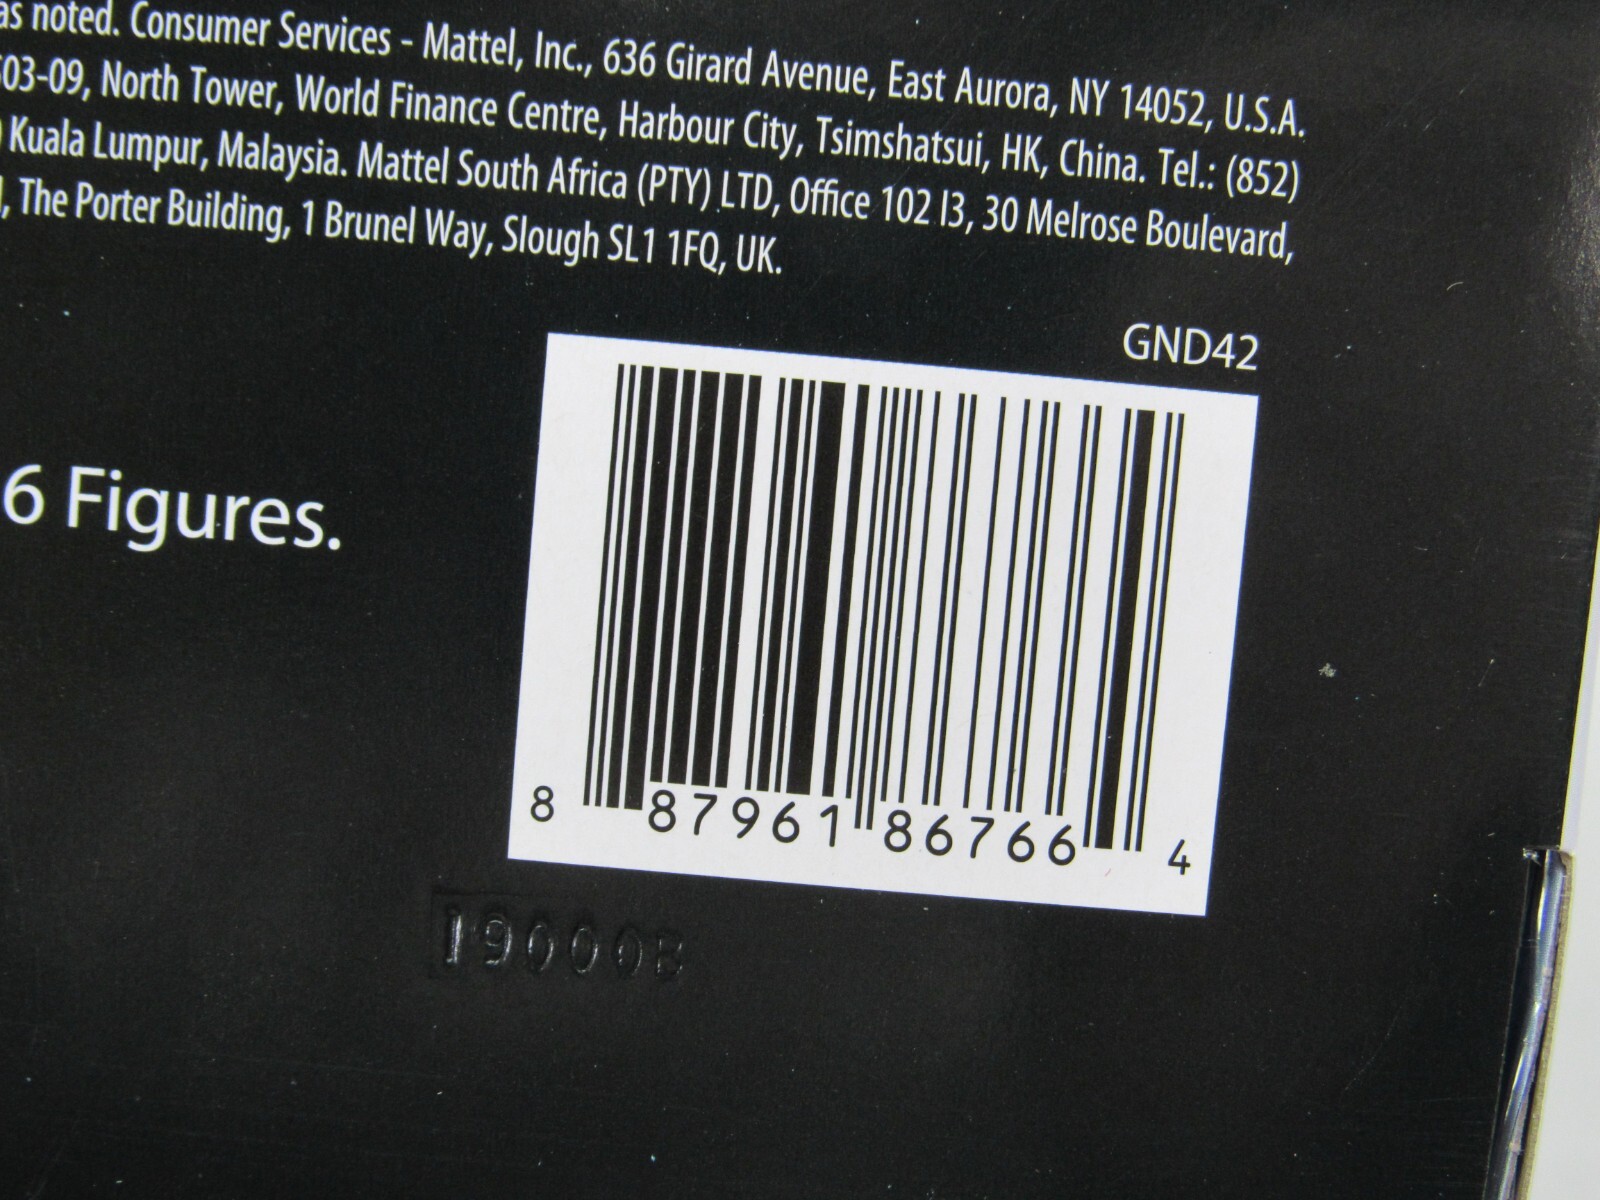 as noted. Consumer Services - Mattel, Inc., 636 Girard Avenue, East Aurora, NY 14052, U.S.A.
03-09, North Tower, World Finance Centre, Harbour City, Tsimshatsui, HK, China. Tel.: (852)
Kuala Lumpur, Malaysia. Mattel South Africa (PTY) LTD, Office 102 I3, 30 Melrose Boulevard,
, The Porter Building, 1 Brunel Way, Slough SL1 1FQ, UK.
GND42
6 Figures.
8 87961 86766 4
19000B